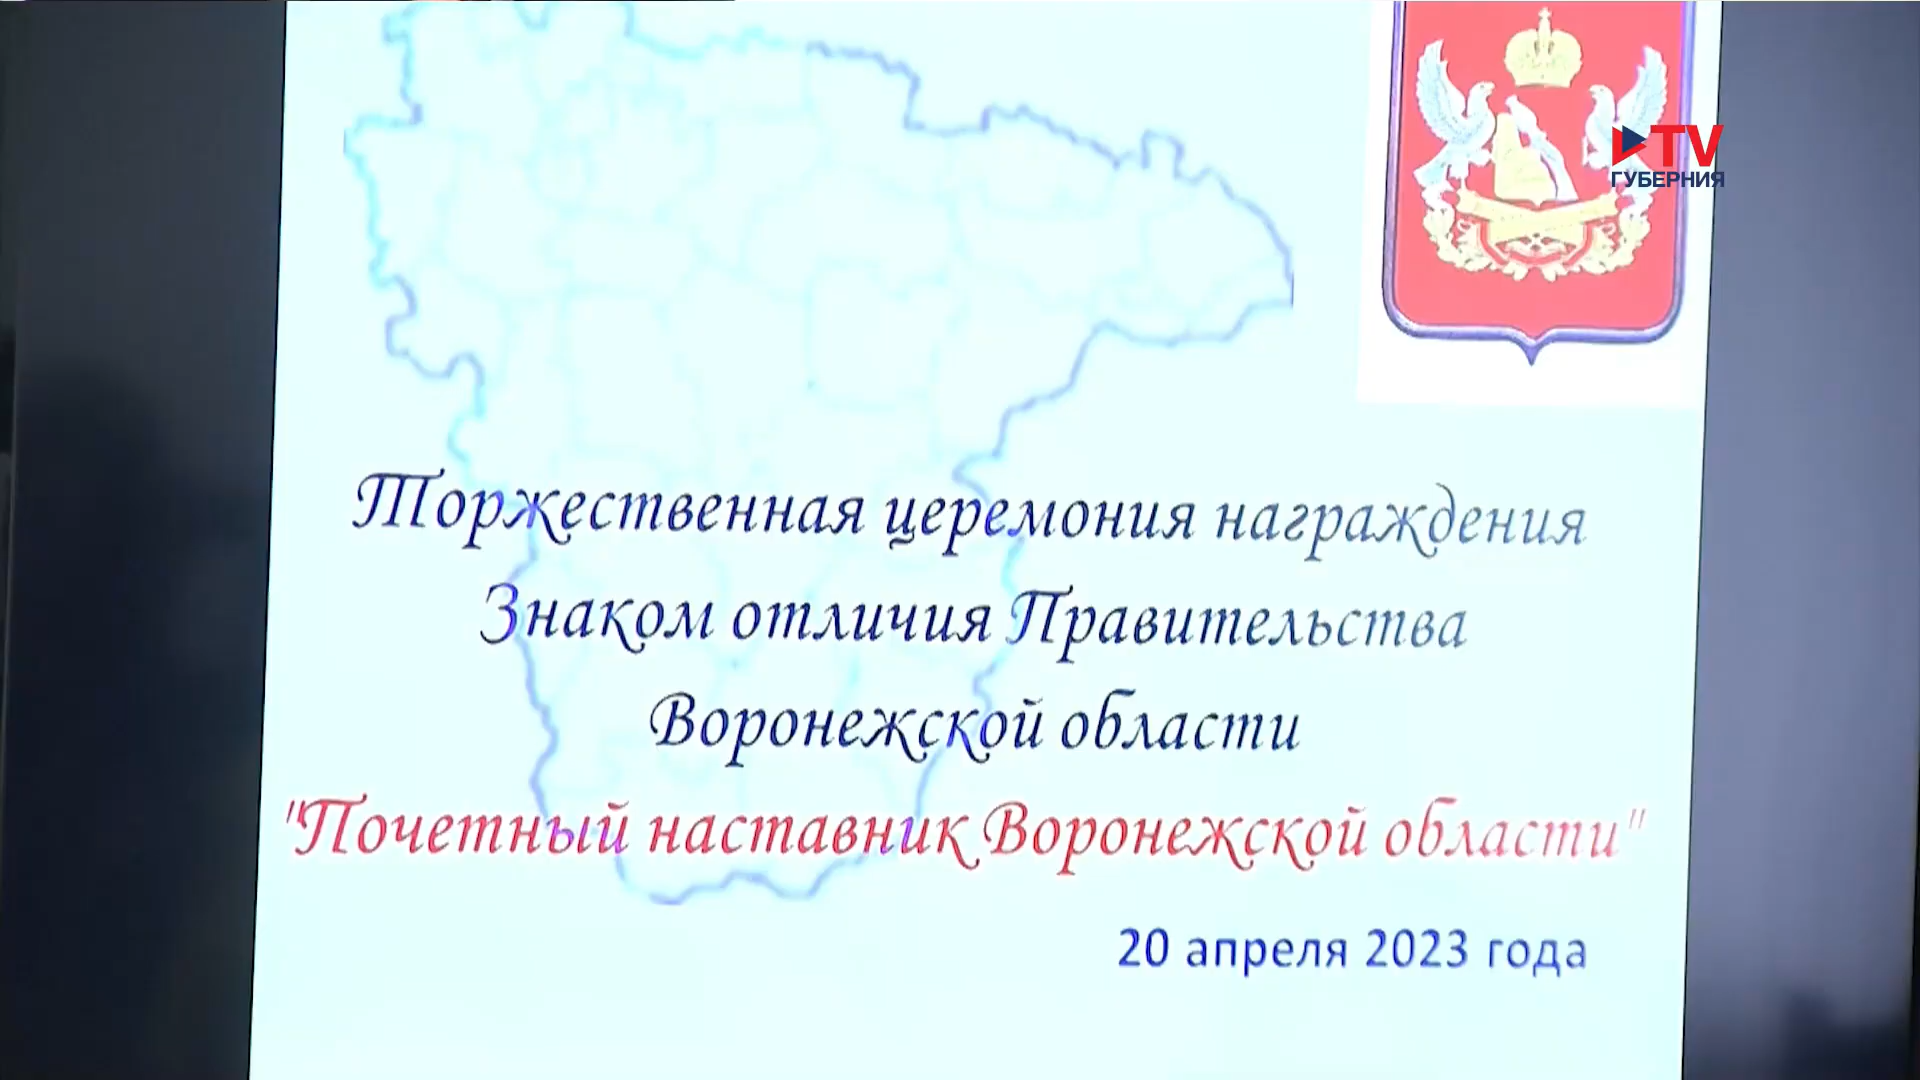 TV
ГУБЕРНИЯ
Торжественная церемония награждения
Знаком отличия Правительства
Воронежской области
"Почетный наставник Воронежской области"
20 апреля 2023 года